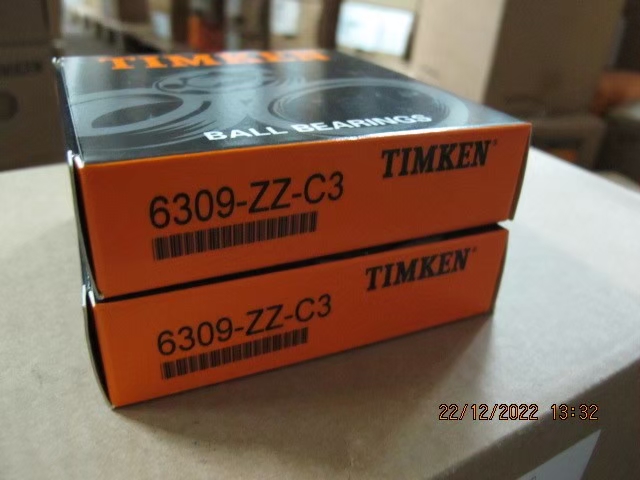 TIMKEN
BALL BEARINGS
TIMKEN®
6309-ZZ-C3
TIMKEN®
6309-ZZ-C3
22/12/2022 13:32